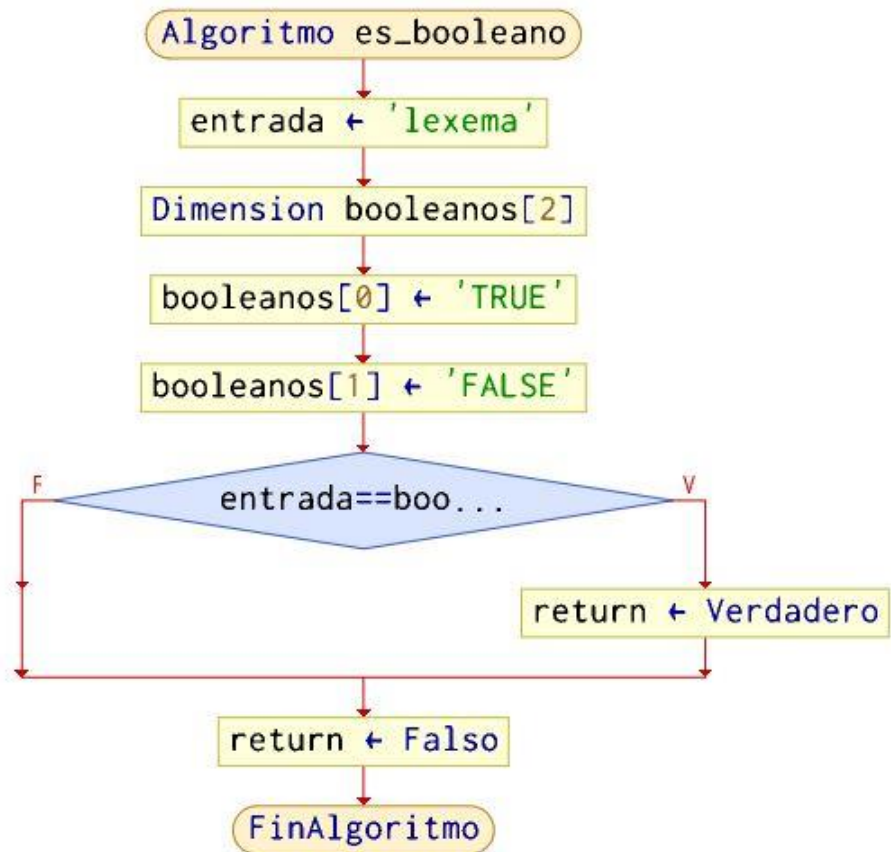 Algoritmo es_booleano
entrada ← 'lexema'
Dimension booleanos[2]
booleanos[0] ← 'TRUE'
booleanos[1] ← 'FALSE'
F
V
entrada==boo...
return ← Verdadero
return ← Falso
FinAlgoritmo